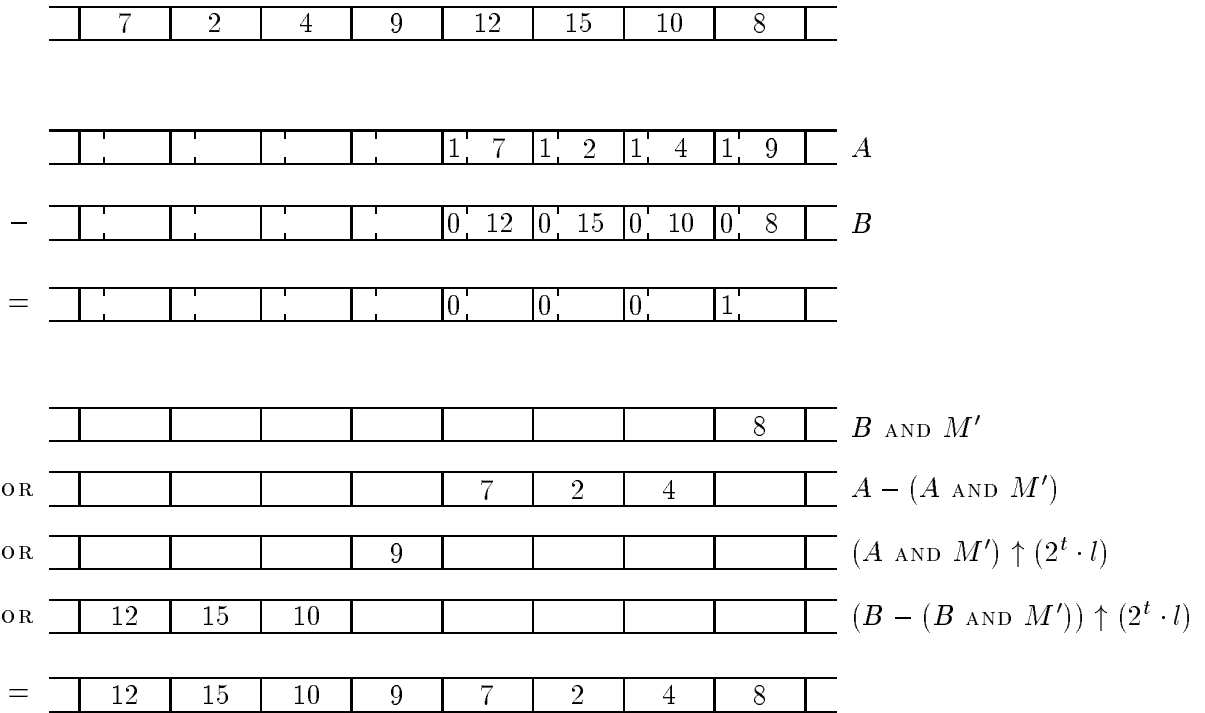 7 2 4 9 12 15 10 8
1 7 1 2 1 4 1 9 A
− 0 12 0 15 0 10 0 8 B
= 0 0 0 1
8 B AND M′
OR 7 2 4 A − (A AND M′)
OR 9 (A AND M′) ↑ (2^t · l)
OR 12 15 10 (B − (B AND M′)) ↑ (2^t · l)
= 12 15 10 9 7 2 4 8